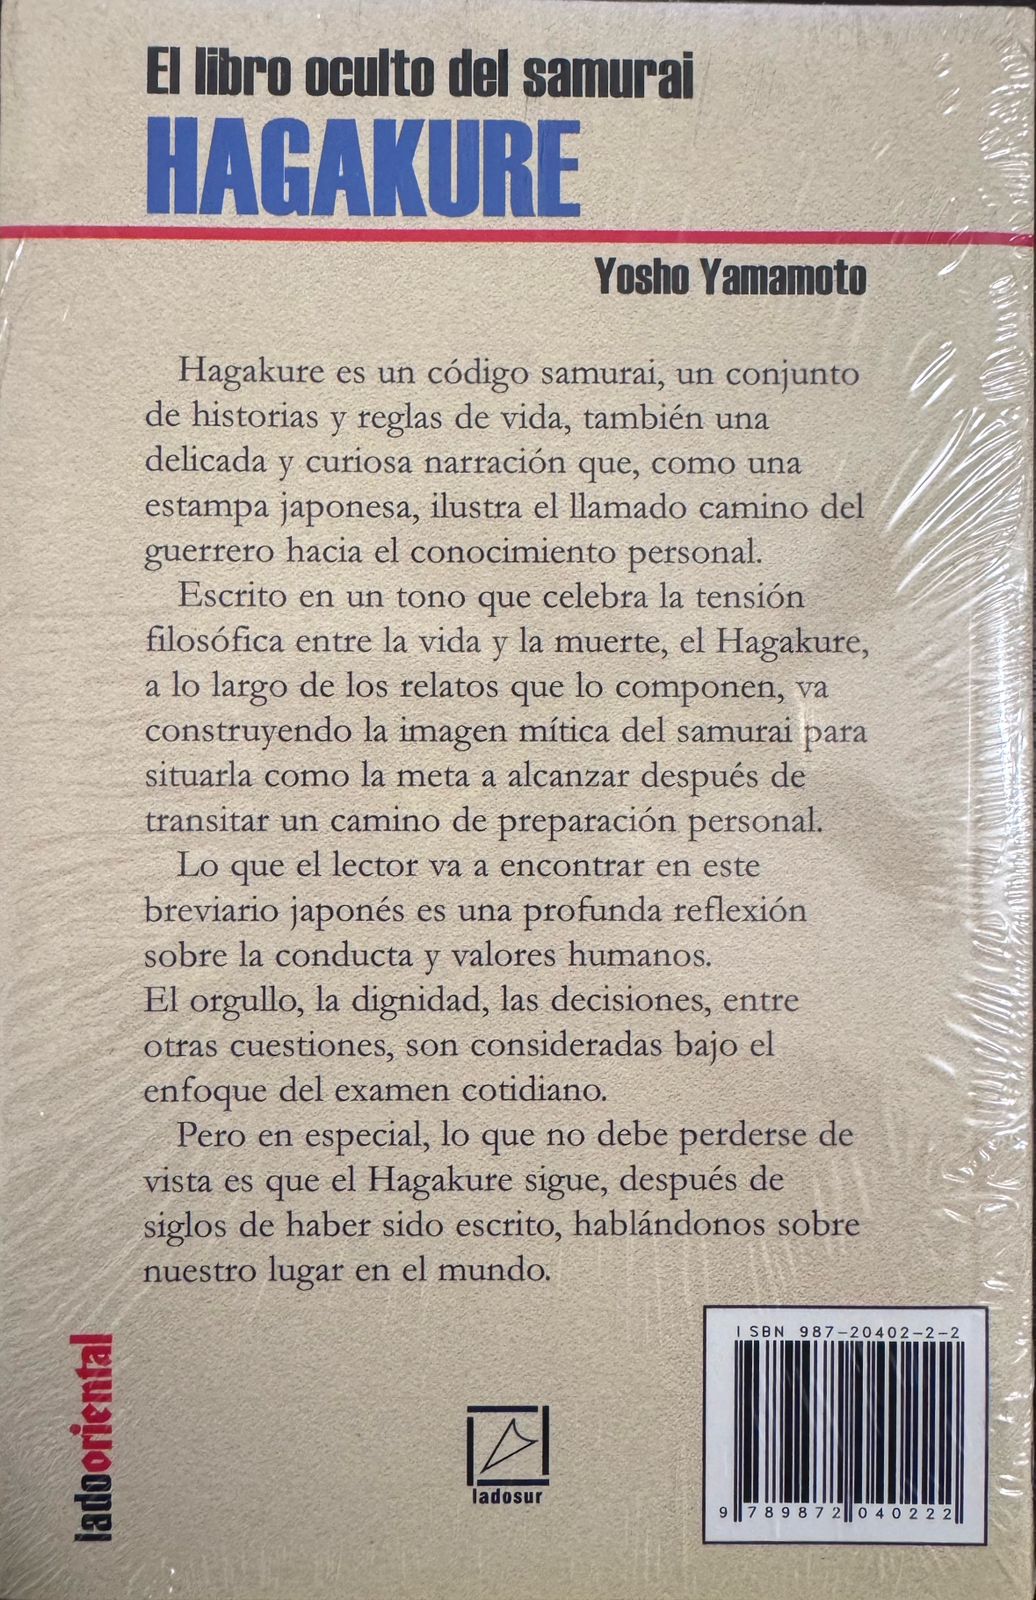 El libro oculto del samurai
HAGAKURE
Yosho Yamamoto
Hagakure es un código samurai, un conjunto
de historias y reglas de vida, también una
delicada y curiosa narración que, como una
estampa japonesa, ilustra el llamado camino del
guerrero hacia el conocimiento personal.
Escrito en un tono que celebra la tensión
filosófica entre la vida y la muerte, el Hagakure,
a lo largo de los relatos que lo componen, va
construyendo la imagen mítica del samurai para
situarla como la meta a alcanzar después de
transitar un camino de preparación personal.
Lo que el lector va a encontrar en este
breviario japonés es una profunda reflexión
sobre la conducta y valores humanos.
El orgullo, la dignidad, las decisiones, entre
otras cuestiones, son consideradas bajo el
enfoque del examen cotidiano.
Pero en especial, lo que no debe perderse de
vista es que el Hagakure sigue, después de
siglos de haber sido escrito, hablándonos sobre
nuestro lugar en el mundo.
ladooriental
ladosur
ISBN 987-20402-2-2
9 789872 040222